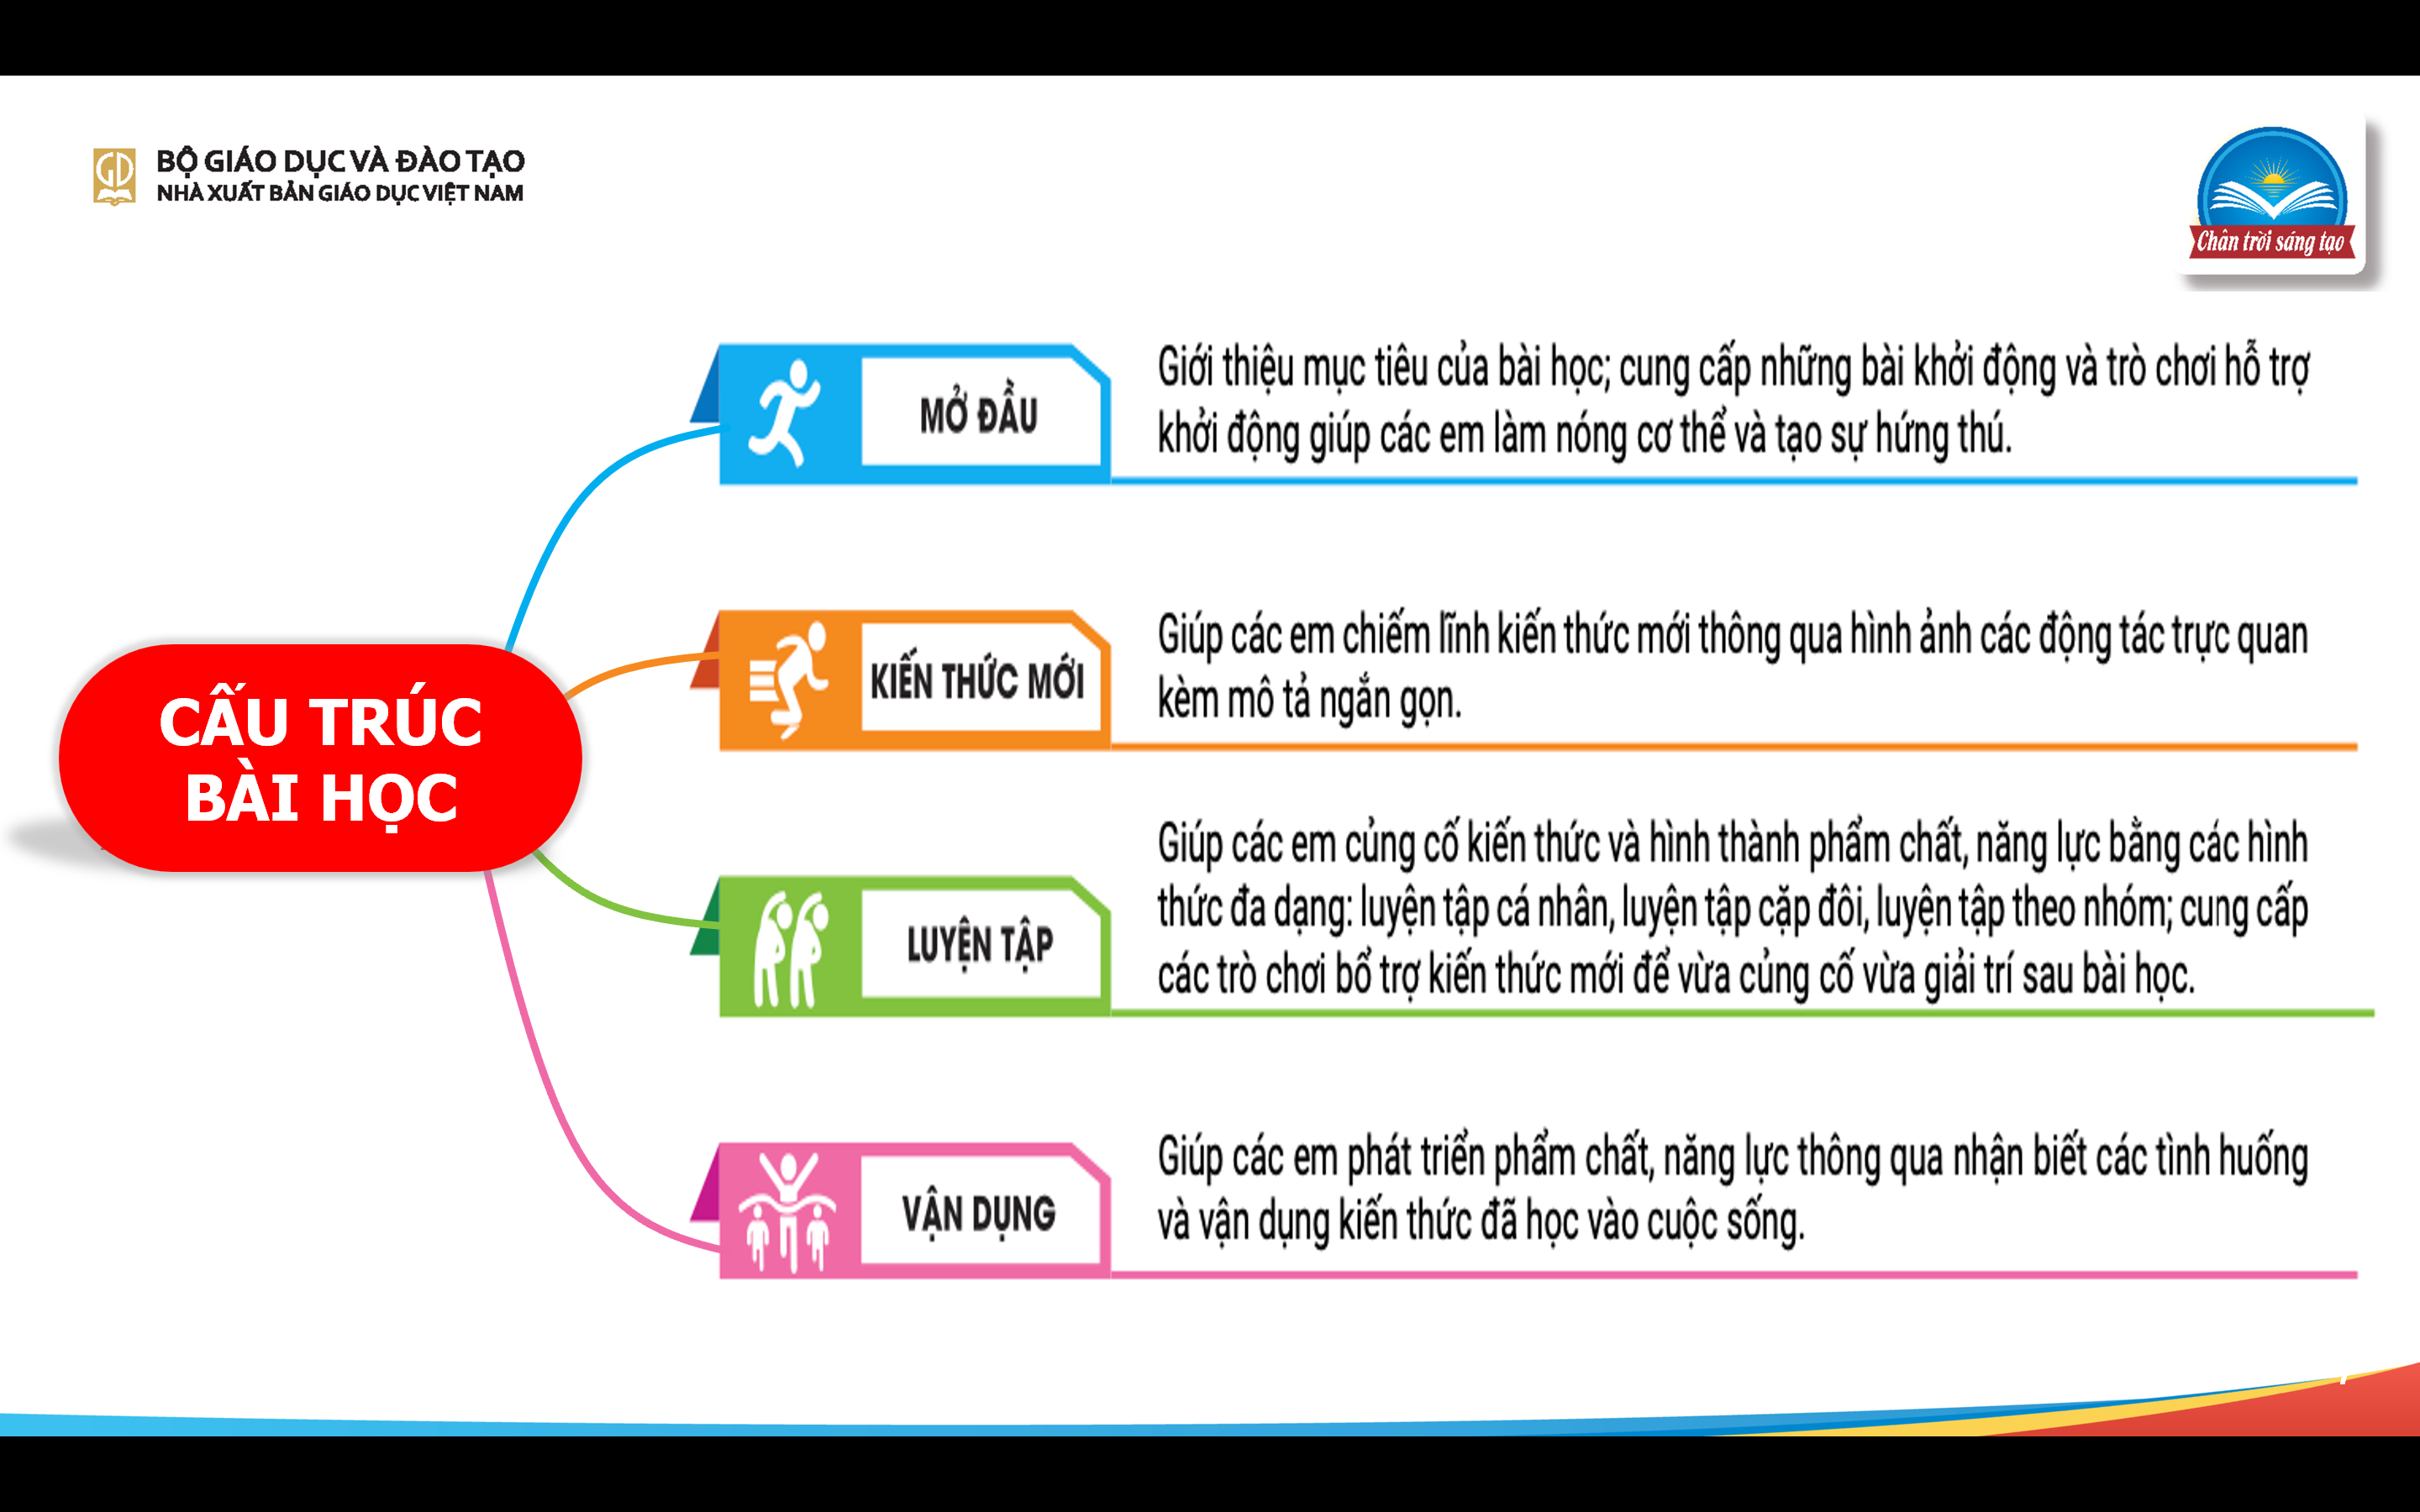 BỘ GIÁO DỤC VÀ ĐÀO TẠO
NHÀ XUẤT BẢN GIÁO DỤC VIỆT NAM
Chân trời sáng tạo
CẤU TRÚC
BÀI HỌC
MỞ ĐẦU
Giới thiệu mục tiêu của bài học; cung cấp những bài khởi động và trò chơi hỗ trợ
khởi động giúp các em làm nóng cơ thể và tạo sự hứng thú.
KIẾN THỨC MỚI
Giúp các em chiếm lĩnh kiến thức mới thông qua hình ảnh các động tác trực quan
kèm mô tả ngắn gọn.
LUYỆN TẬP
Giúp các em củng cố kiến thức và hình thành phẩm chất, năng lực bằng các hình
thức đa dạng: luyện tập cá nhân, luyện tập cặp đôi, luyện tập theo nhóm; cung cấp
các trò chơi bổ trợ kiến thức mới để vừa củng cố vừa giải trí sau bài học.
VẬN DỤNG
Giúp các em phát triển phẩm chất, năng lực thông qua nhận biết các tình huống
và vận dụng kiến thức đã học vào cuộc sống.